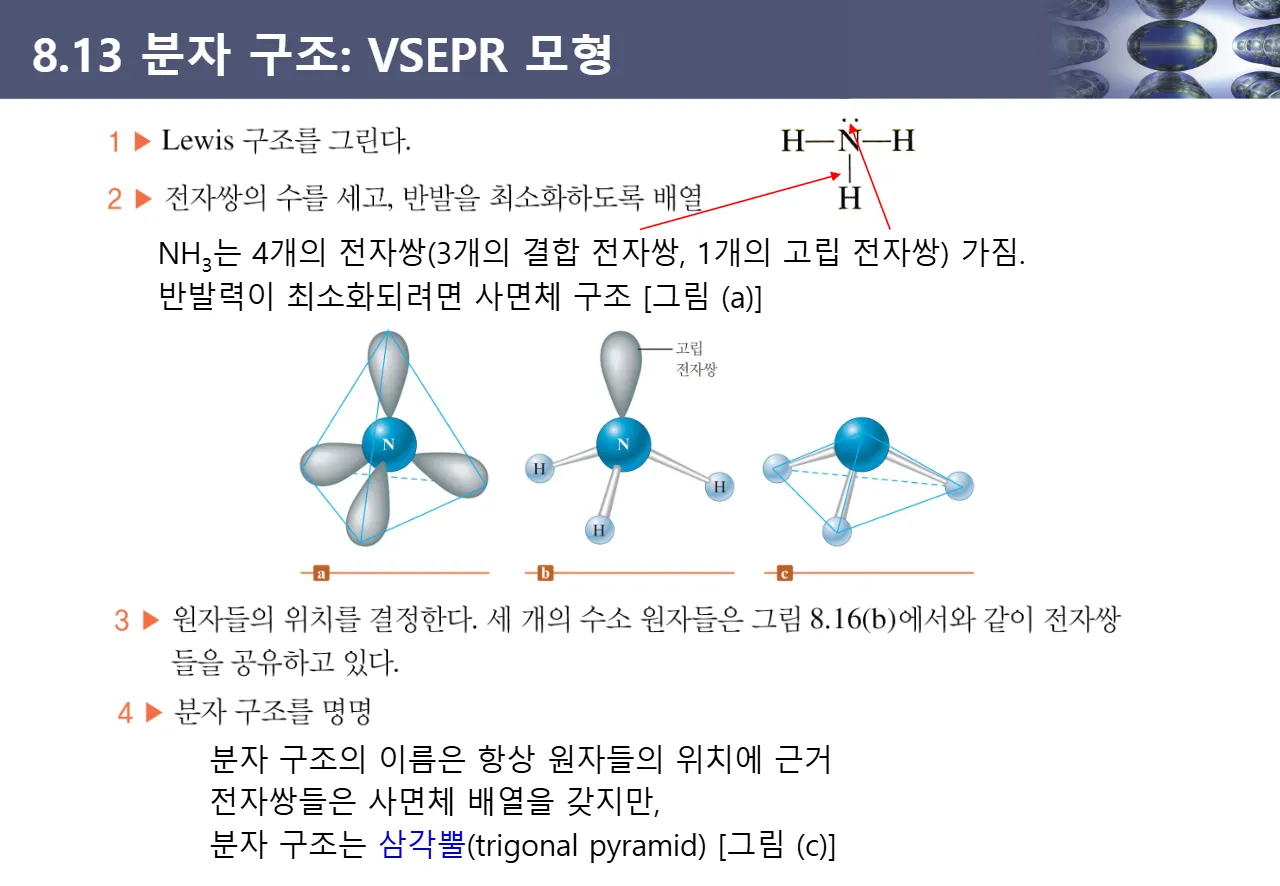 8.13 분자 구조: VSEPR 모형
1 ▶ Lewis 구조를 그린다.
H—N̈—H
H
2 ▶ 전자쌍의 수를 세고, 반발을 최소화하도록 배열
NH₃는 4개의 전자쌍(3개의 결합 전자쌍, 1개의 고립 전자쌍) 가짐.
반발력이 최소화되려면 사면체 구조 [그림 (a)]
고립
전자쌍
N
N
H
H
H
a
b
c
3 ▶ 원자들의 위치를 결정한다. 세 개의 수소 원자들은 그림 8.16(b)에서와 같이 전자쌍
들을 공유하고 있다.
4 ▶ 분자 구조를 명명
분자 구조의 이름은 항상 원자들의 위치에 근거
전자쌍들은 사면체 배열을 갖지만,
분자 구조는 삼각뿔(trigonal pyramid) [그림 (c)]